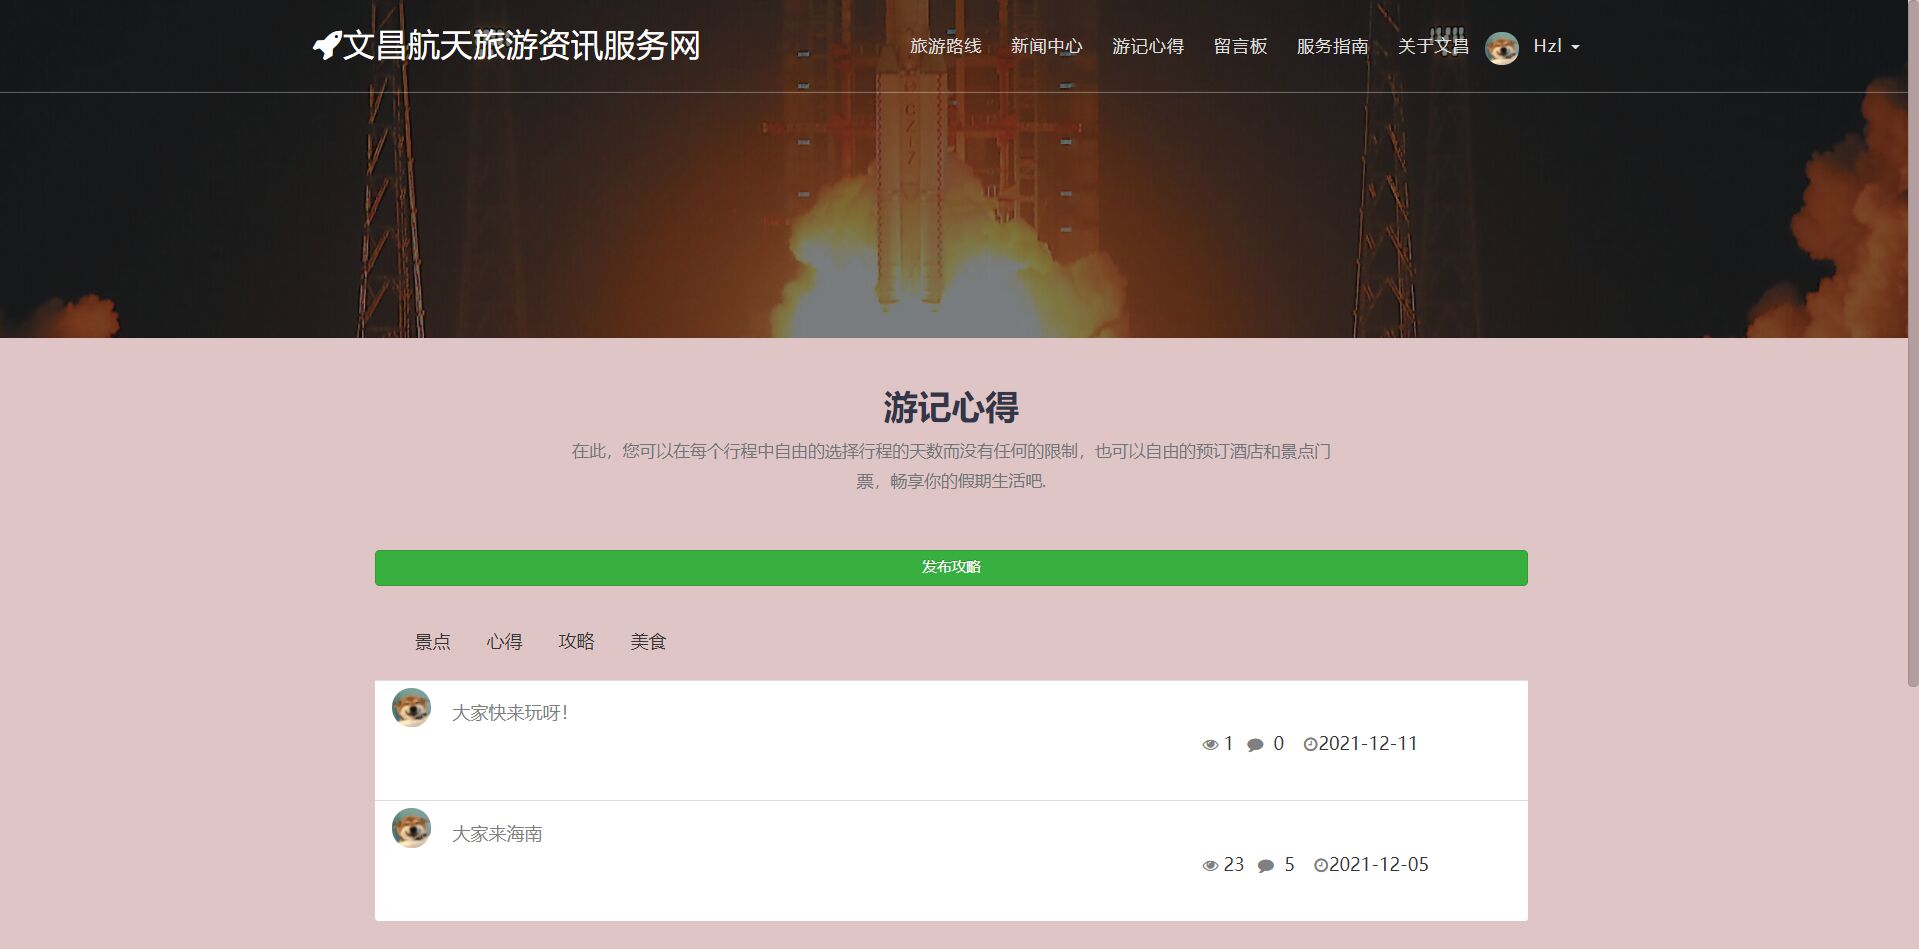 文昌航天旅游资讯服务网
旅游路线 新闻中心 游记心得 留言板 服务指南 关于文昌 Hzl
CZ-7
游记心得
在此，您可以在每个行程中自由的选择行程的天数而没有任何的限制，也可以自由的预订酒店和景点门
票，畅享你的假期生活吧.
发布攻略
景点 心得 攻略 美食
大家快来玩呀！
1 0 2021-12-11
大家来海南
23 5 2021-12-05